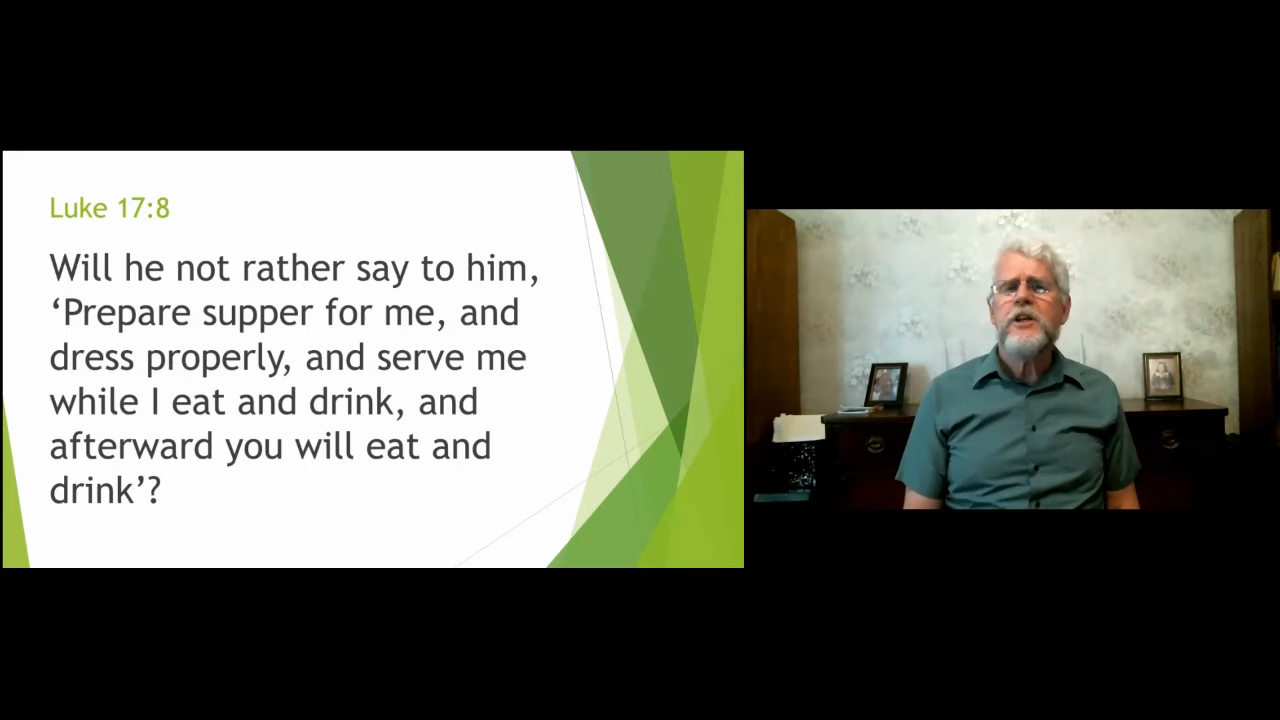 Luke 17:8
Will he not rather say to him,
‘Prepare supper for me, and
dress properly, and serve me
while I eat and drink, and
afterward you will eat and
drink’?